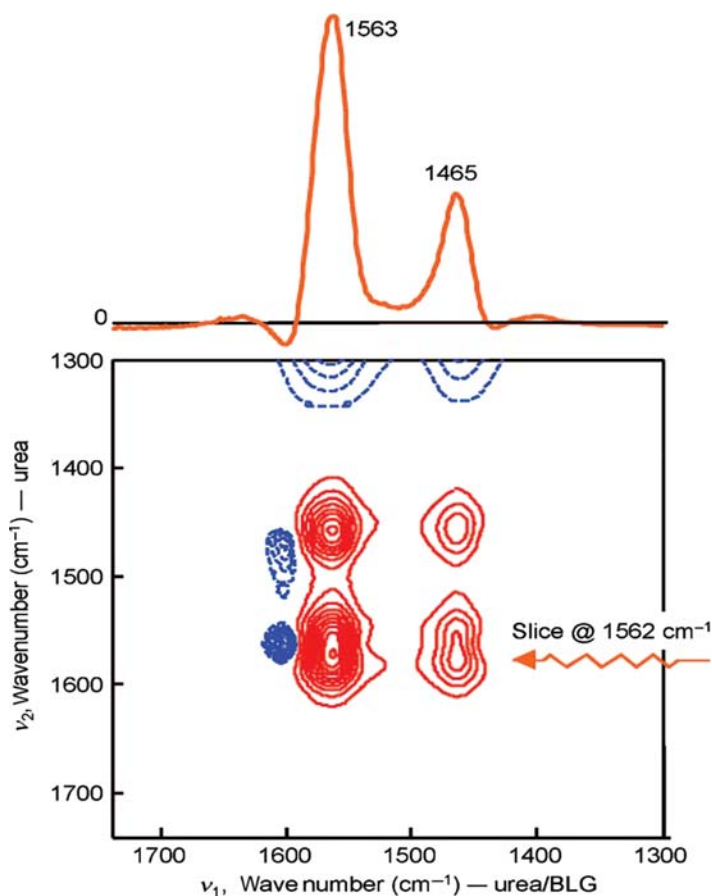 1563
1465
0
1300
1400
1500
1600
1700
ν2, Wavenumber (cm−1) — urea
Slice @ 1562 cm−1
1700 1600 1500 1400 1300
ν1, Wave number (cm−1) — urea/BLG